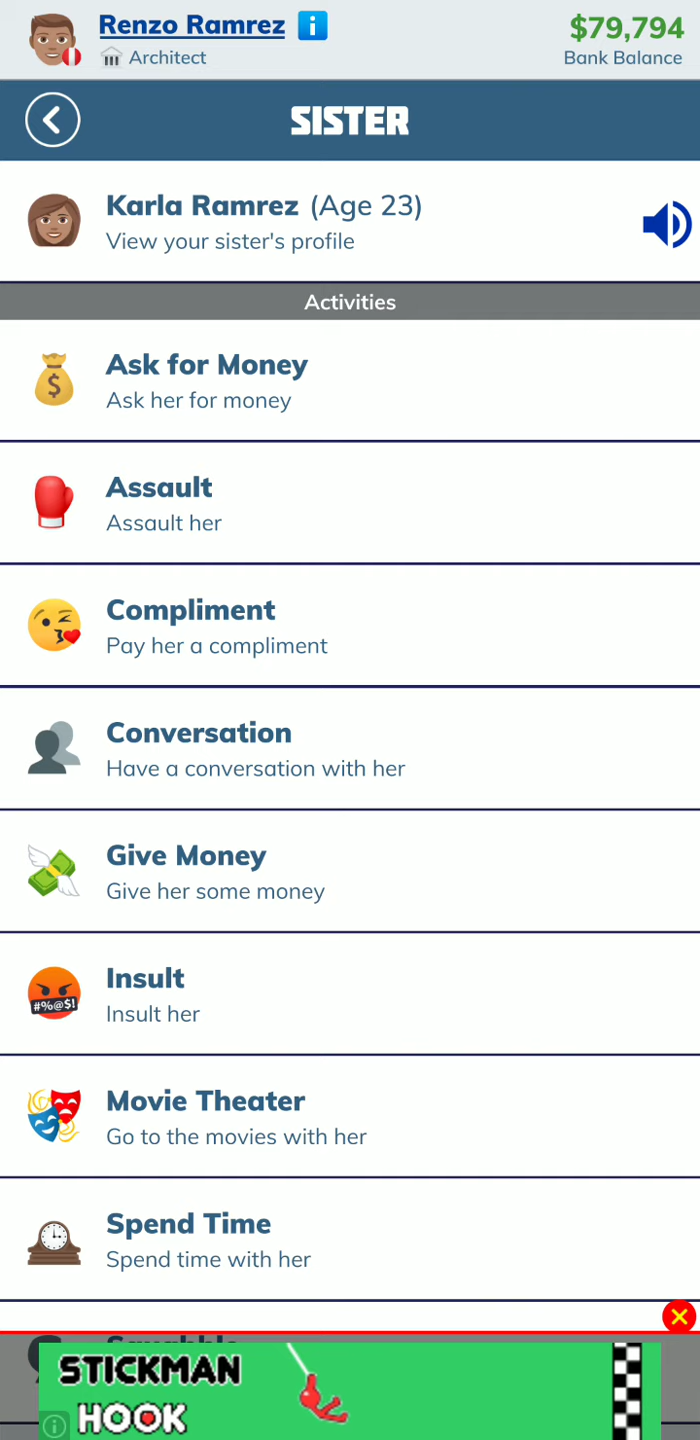 Renzo Ramrez
$79,794
Architect
Bank Balance
SISTER
Karla Ramrez (Age 23)
View your sister's profile
Activities
Ask for Money
Ask her for money
Assault
Assault her
Compliment
Pay her a compliment
Conversation
Have a conversation with her
Give Money
Give her some money
#%@$!
Insult
Insult her
Movie Theater
Go to the movies with her
Spend Time
Spend time with her
STICKMAN
HOOK